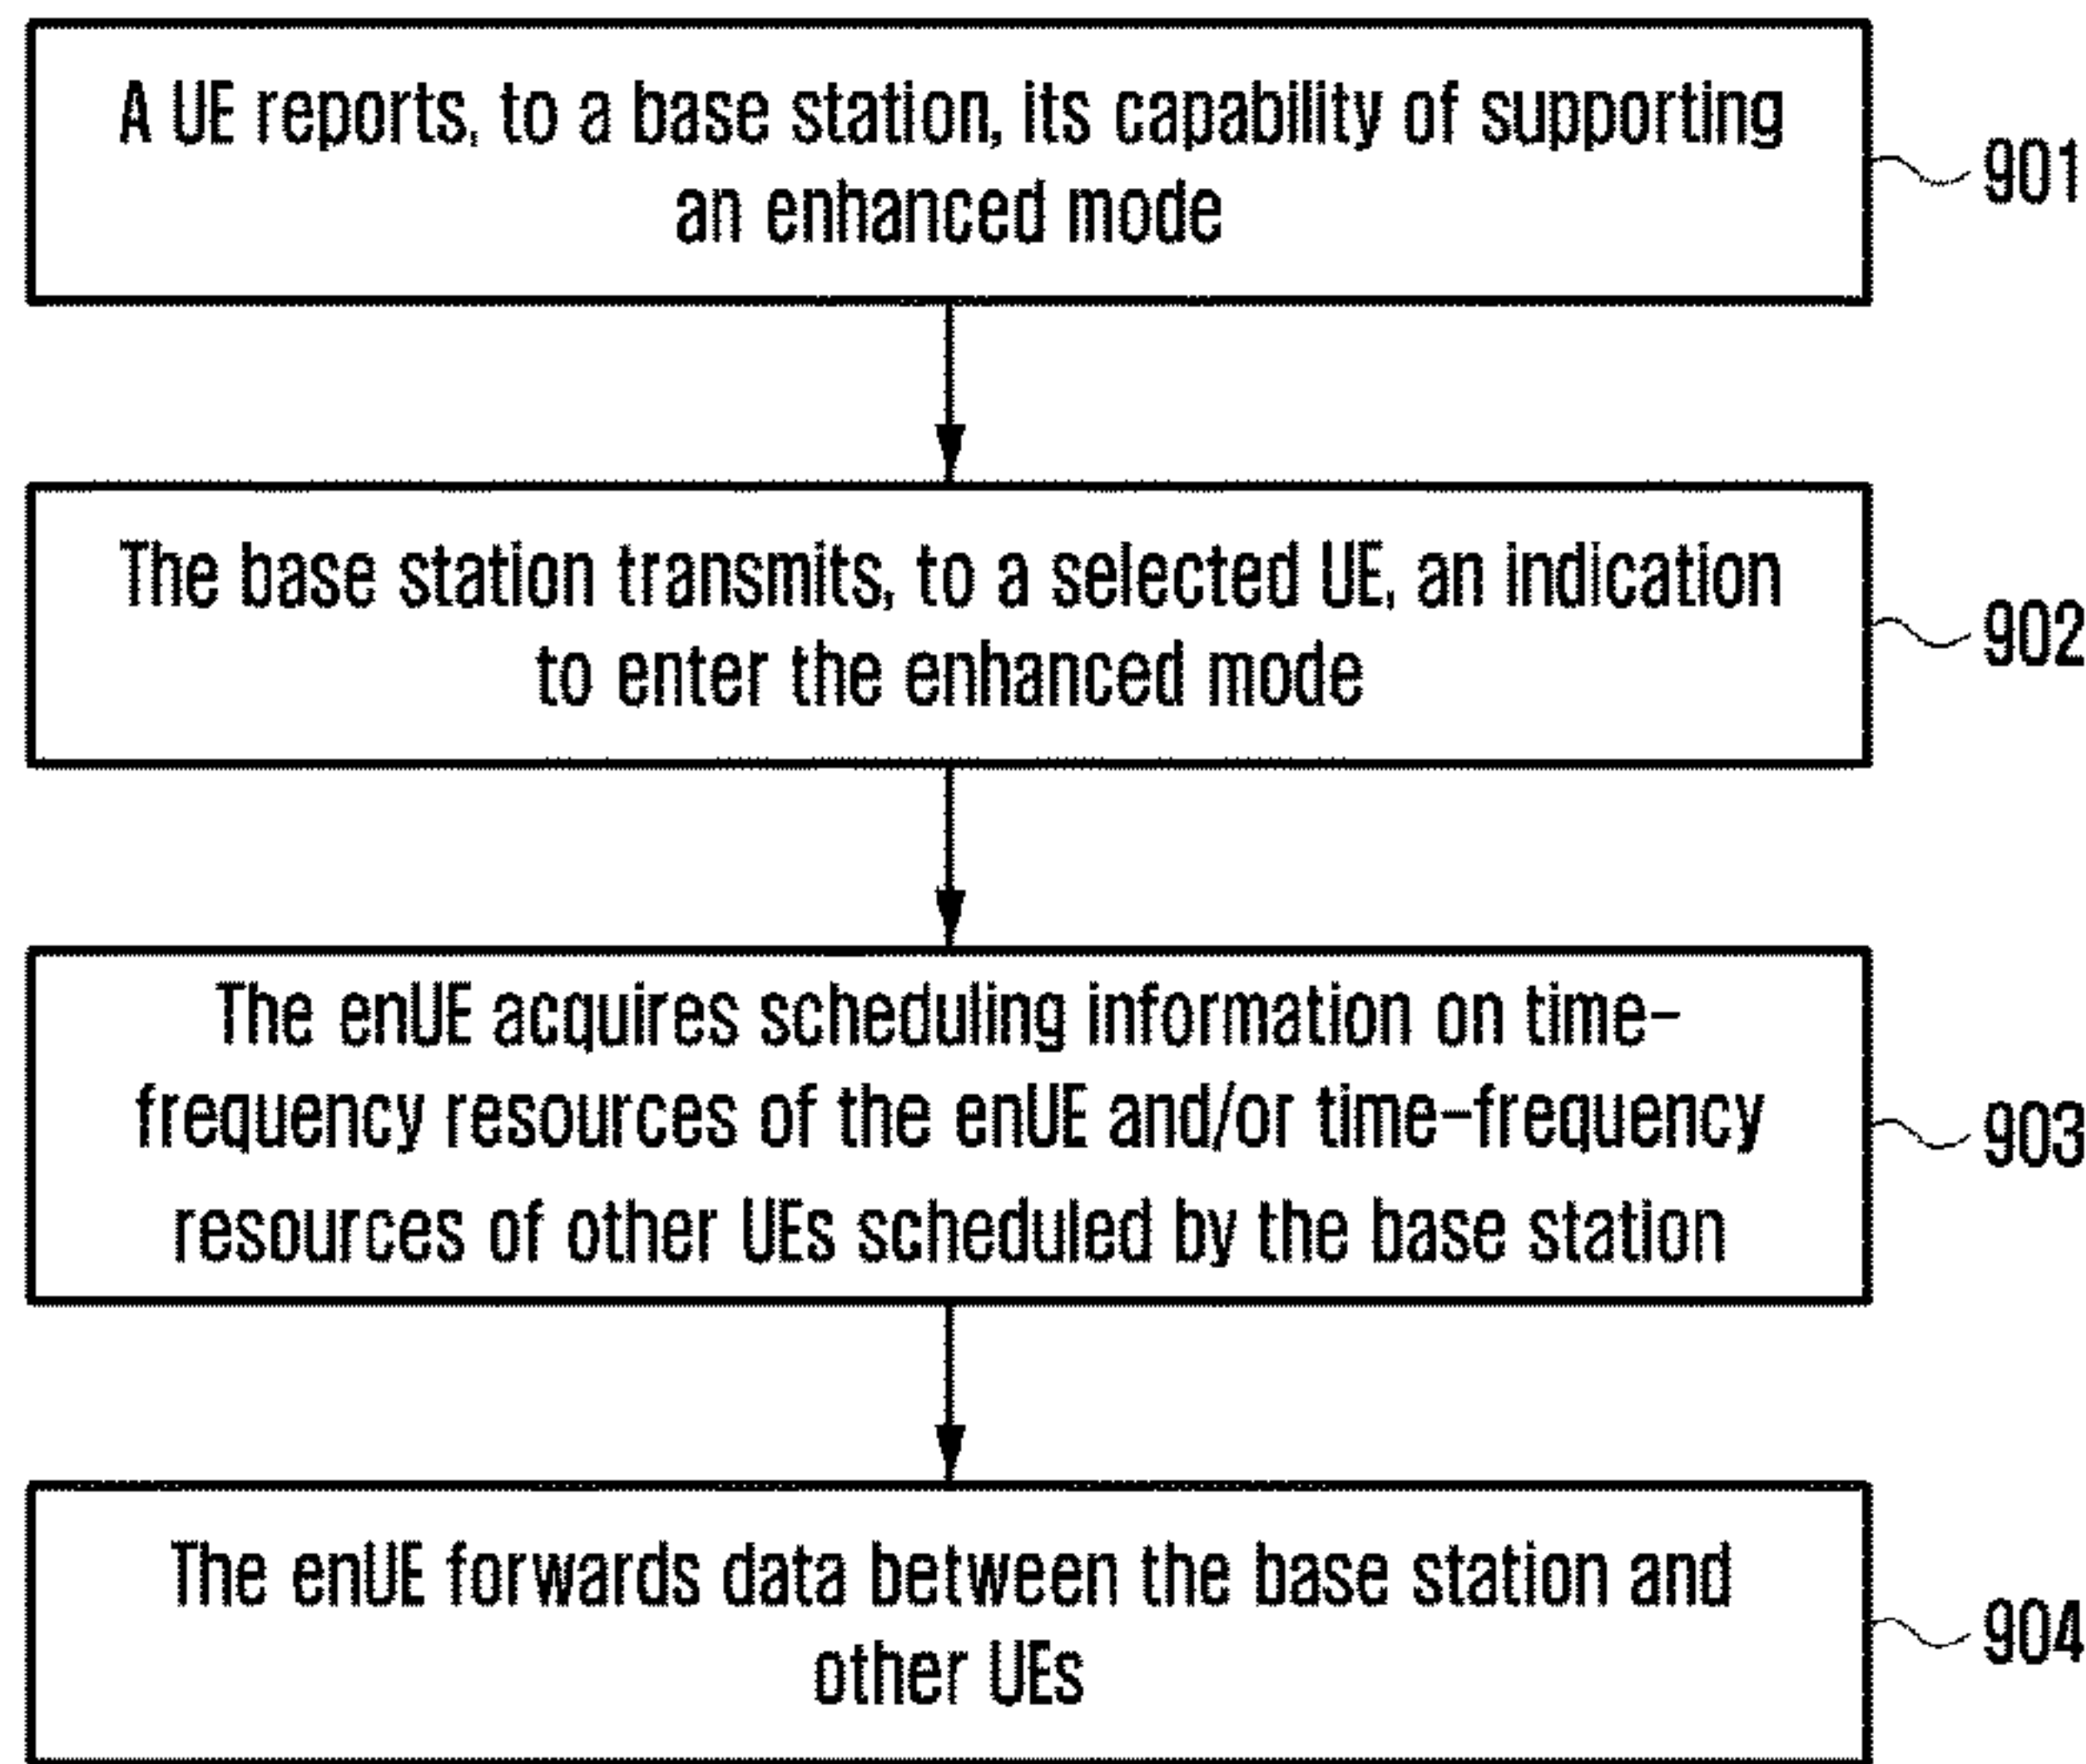 A UE reports, to a base station, its capability of supporting
an enhanced mode
901
The base station transmits, to a selected UE, an indication
to enter the enhanced mode
902
The enUE acquires scheduling information on time-
frequency resources of the enUE and/or time-frequency
resources of other UEs scheduled by the base station
903
The enUE forwards data between the base station and
other UEs
904